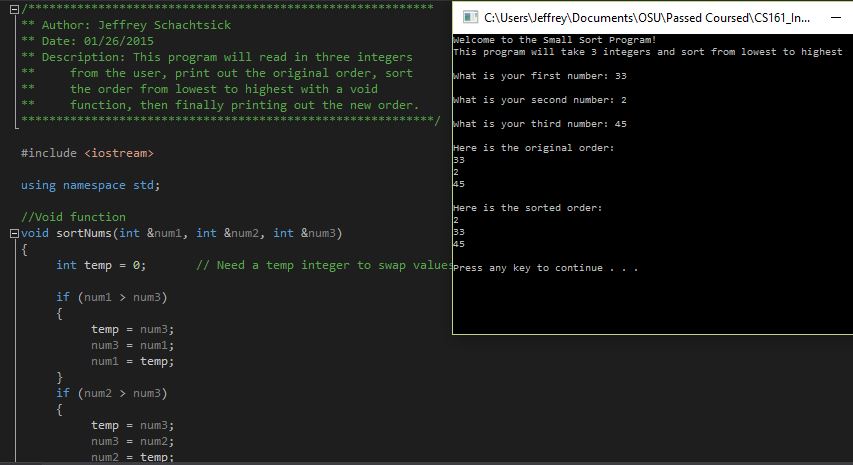 /***********************************************************
** Author: Jeffrey Schachtsick
** Date: 01/26/2015
** Description: This program will read in three integers
**     from the user, print out the original order, sort
**     the order from lowest to highest with a void
**     function, then finally printing out the new order.
***********************************************************/
#include <iostream>
using namespace std;
//Void function
void sortNums(int &num1, int &num2, int &num3)
{
int temp = 0;       // Need a temp integer to swap values
if (num1 > num3)
{
temp = num3;
num3 = num1;
num1 = temp;
}
if (num2 > num3)
{
temp = num3;
num3 = num2;
num2 = temp;
C:\Users\Jeffrey\Documents\OSU\Passed Coursed\CS161_In...
Welcome to the Small Sort Program!
This program will take 3 integers and sort from lowest to highest
What is your first number: 33
What is your second number: 2
What is your third number: 45
Here is the original order:
33
2
45
Here is the sorted order:
2
33
45
Press any key to continue . . .